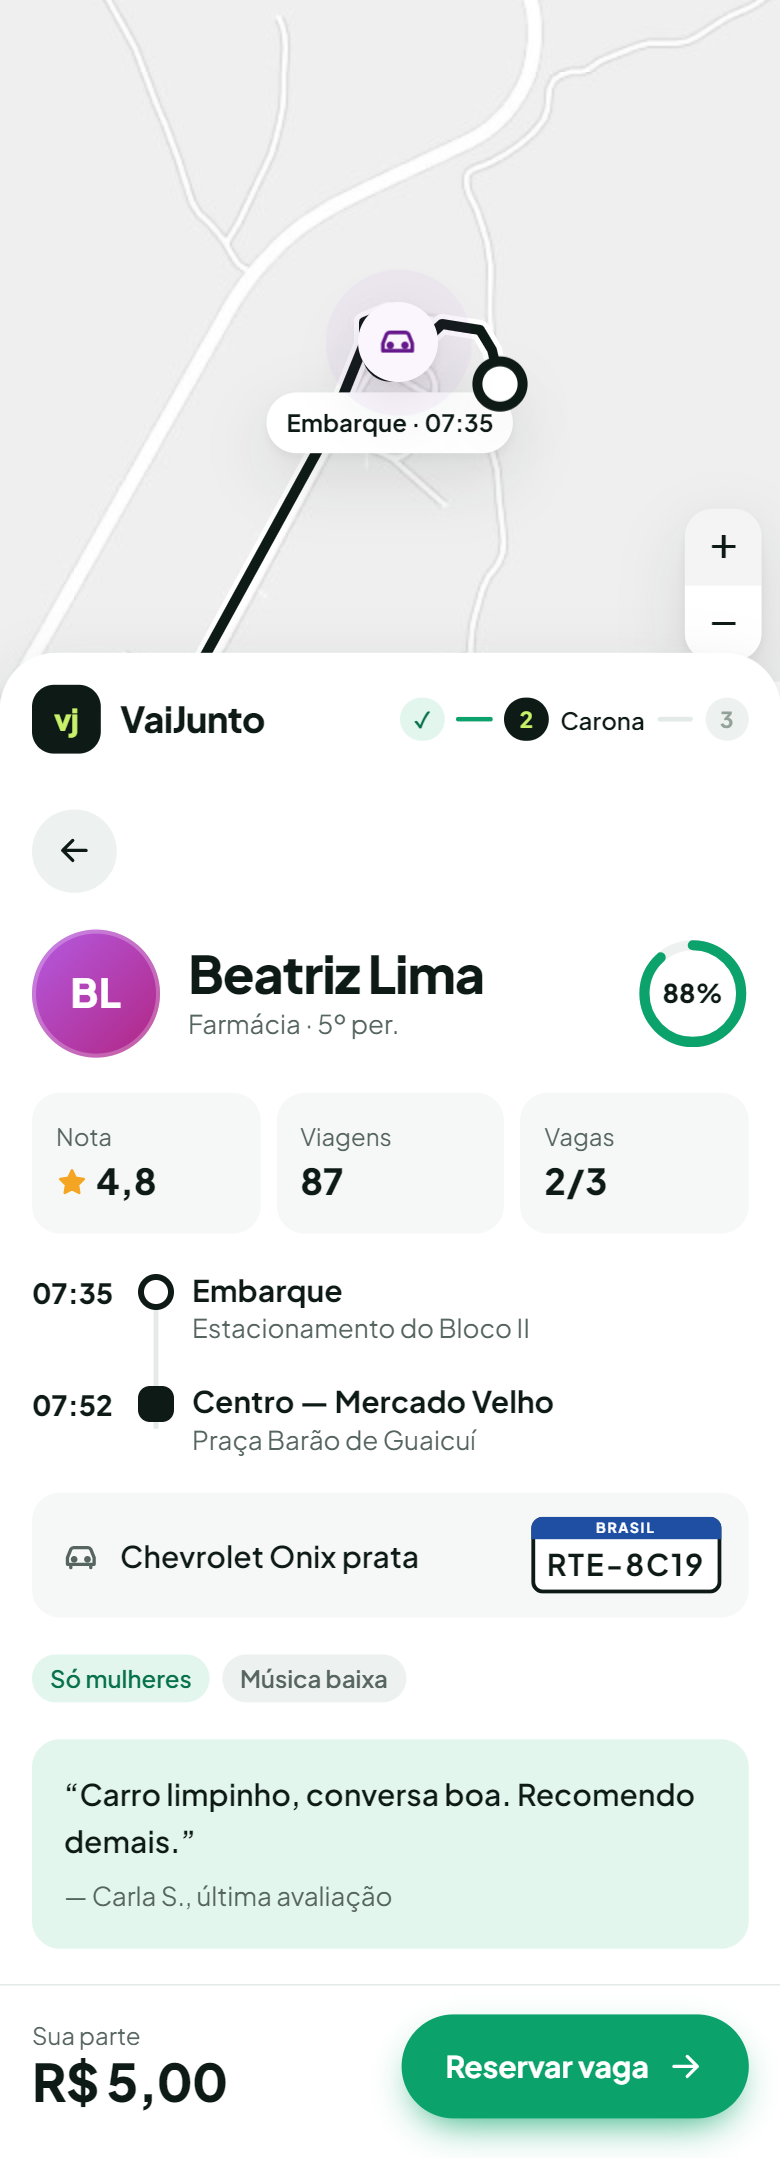 Embarque · 07:35
+
−
vj VaiJunto ✓ 2 Carona 3
←
BL Beatriz Lima 88%
Farmácia · 5º per.
Nota Viagens Vagas
★ 4,8 87 2/3
07:35 Embarque
Estacionamento do Bloco II
07:52 Centro — Mercado Velho
Praça Barão de Guaicuí
BRASIL
Chevrolet Onix prata RTE-8C19
Só mulheres Música baixa
“Carro limpinho, conversa boa. Recomendo
demais.”
— Carla S., última avaliação
Sua parte
R$ 5,00
Reservar vaga →